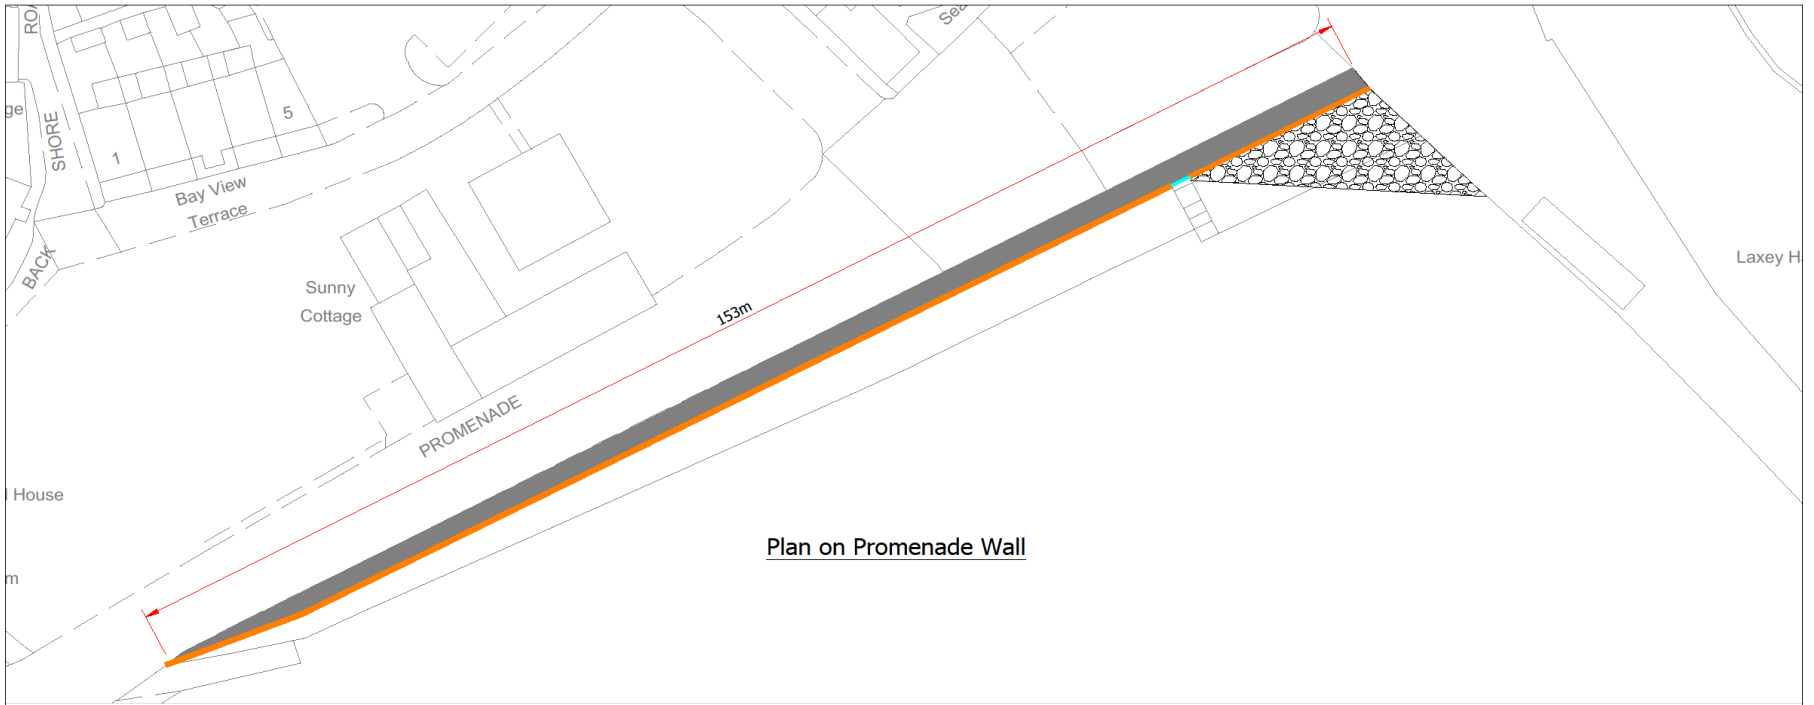 ROA
Sea
ge
SHORE
5
1
Bay View
Terrace
BACK
Laxey H
Sunny
Cottage
153m
PROMENADE
l House
Plan on Promenade Wall
m